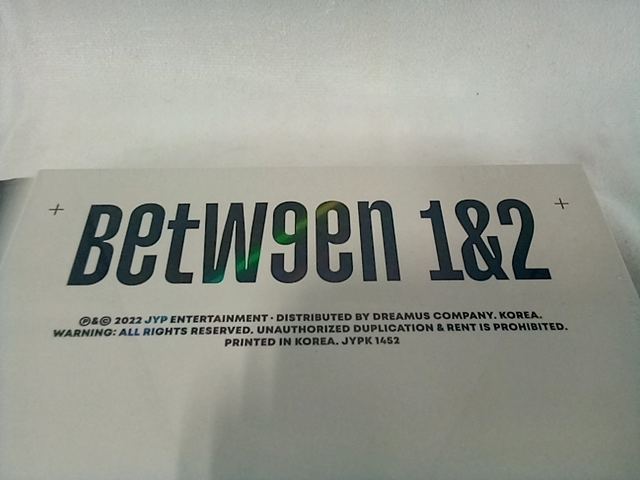 BetW9en 1&2
℗&© 2022 JYP ENTERTAINMENT · DISTRIBUTED BY DREAMUS COMPANY. KOREA.
WARNING: ALL RIGHTS RESERVED. UNAUTHORIZED DUPLICATION & RENT IS PROHIBITED.
PRINTED IN KOREA. JYPK 1452